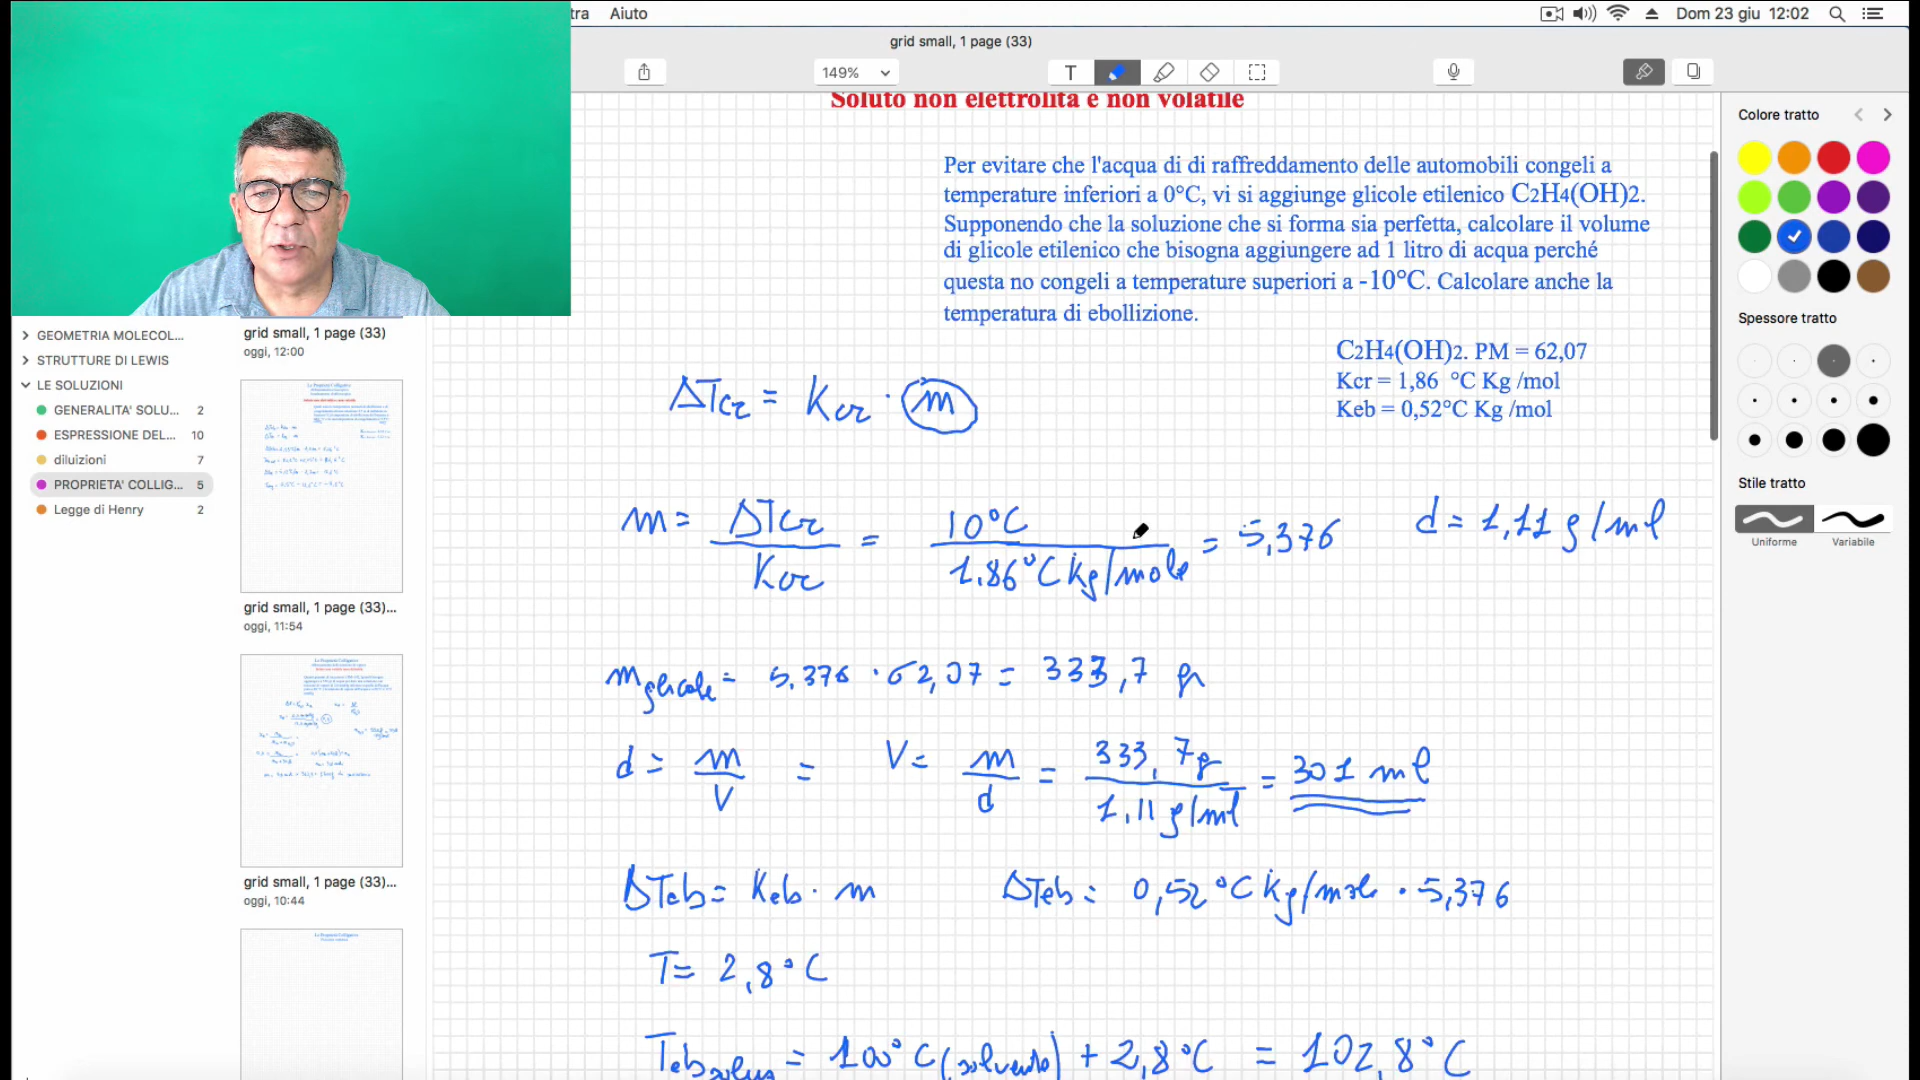 tra Aiuto
Dom 23 giu 12:02
grid small, 1 page (33)
149%
T
Soluto non elettrolita e non volatile
Per evitare che l'acqua di di raffreddamento delle automobili congeli a
temperature inferiori a 0°C, vi si aggiunge glicole etilenico C2H4(OH)2.
Supponendo che la soluzione che si forma sia perfetta, calcolare il volume
di glicole etilenico che bisogna aggiungere ad 1 litro di acqua perché
questa no congeli a temperature superiori a -10°C. Calcolare anche la
temperatura di ebollizione.
C2H4(OH)2. PM = 62,07
Kcr = 1,86 °C Kg /mol
Keb = 0,52°C Kg /mol
ΔTcr = Kcr · m
m = ΔTcr / Kcr = 10°C / 1.86°C kg/mole = 5,376
d = 1,11 g/ml
m glicole = 5,376 · 62,07 = 333,7 gr
d = m / V = V = m / d = 333,7g / 1,11 g/ml = 301 ml
ΔTeb = Keb · m
ΔTeb = 0,52 °C kg/mole · 5,376
T = 2,8°C
Teb soluz = 100°C (solvente) + 2,8°C = 102,8°C
GEOMETRIA MOLECOL...
STRUTTURE DI LEWIS
LE SOLUZIONI
GENERALITA' SOLU... 2
ESPRESSIONE DEL... 10
diluizioni 7
PROPRIETA' COLLIG... 5
Legge di Henry 2
grid small, 1 page (33)
oggi, 12:00
grid small, 1 page (33)...
oggi, 11:54
grid small, 1 page (33)...
oggi, 10:44
Colore tratto
Spessore tratto
Stile tratto
Uniforme Variabile